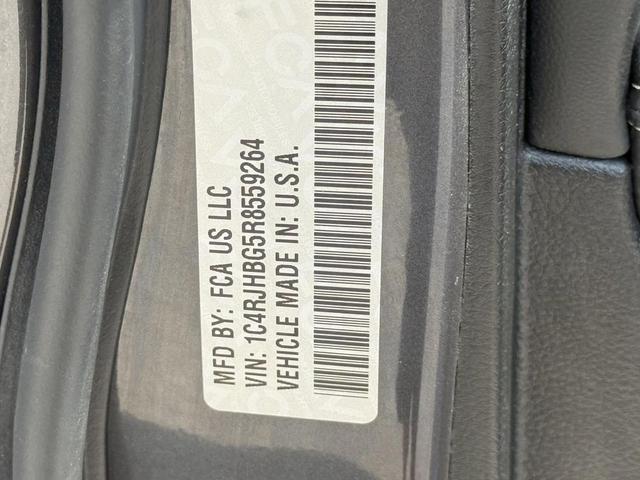 MFD BY: FCA US LLC
VIN: 1C4RJHBG5R8559264
VEHICLE MADE IN: U.S.A.